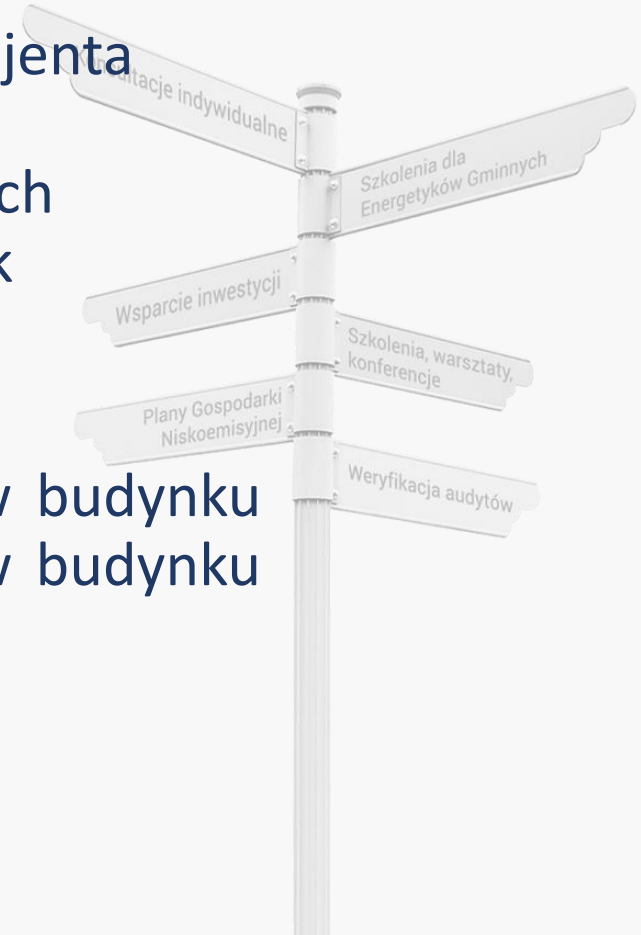 jenta
Konsultacje indywidualne
Szkolenia dla
Energetyków Gminnych
ch
k
Wsparcie inwestycji
Szkolenia, warsztaty,
konferencje
Plany Gospodarki
Niskoemisyjnej
w budynku
Weryfikacja audytów
w budynku